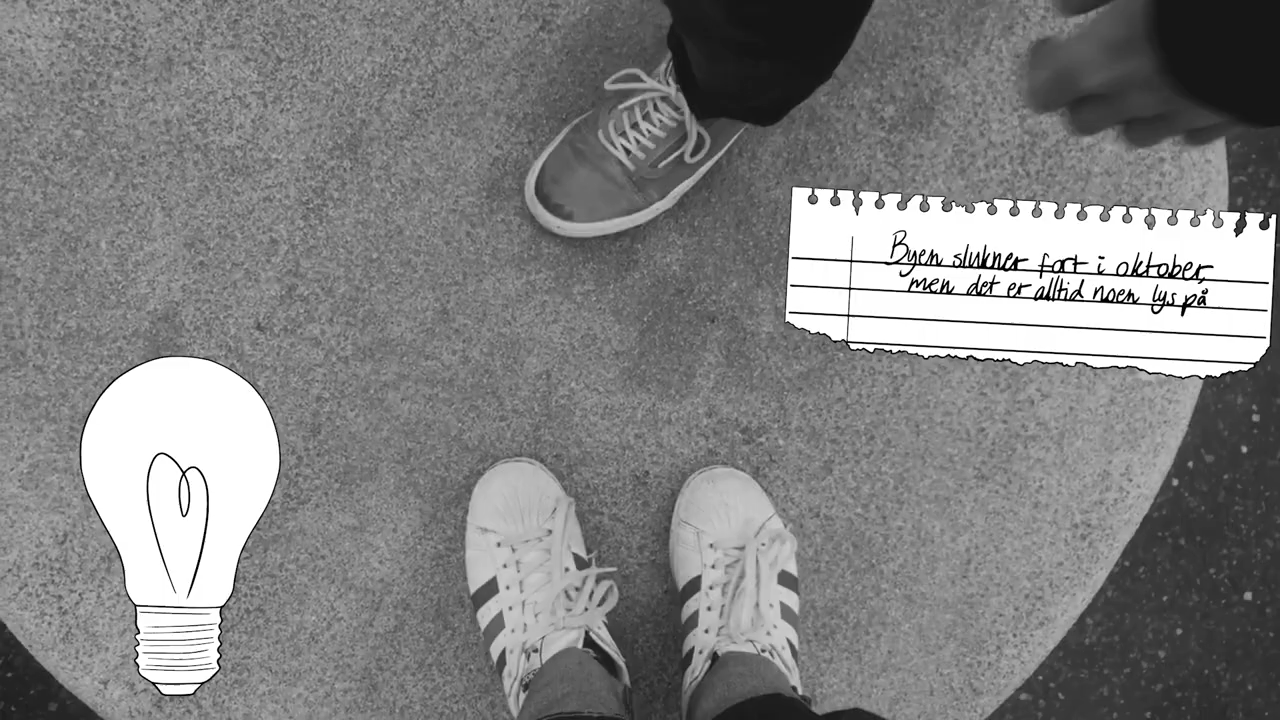 Byen slukner fort i oktober,
men det er alltid noen lys på